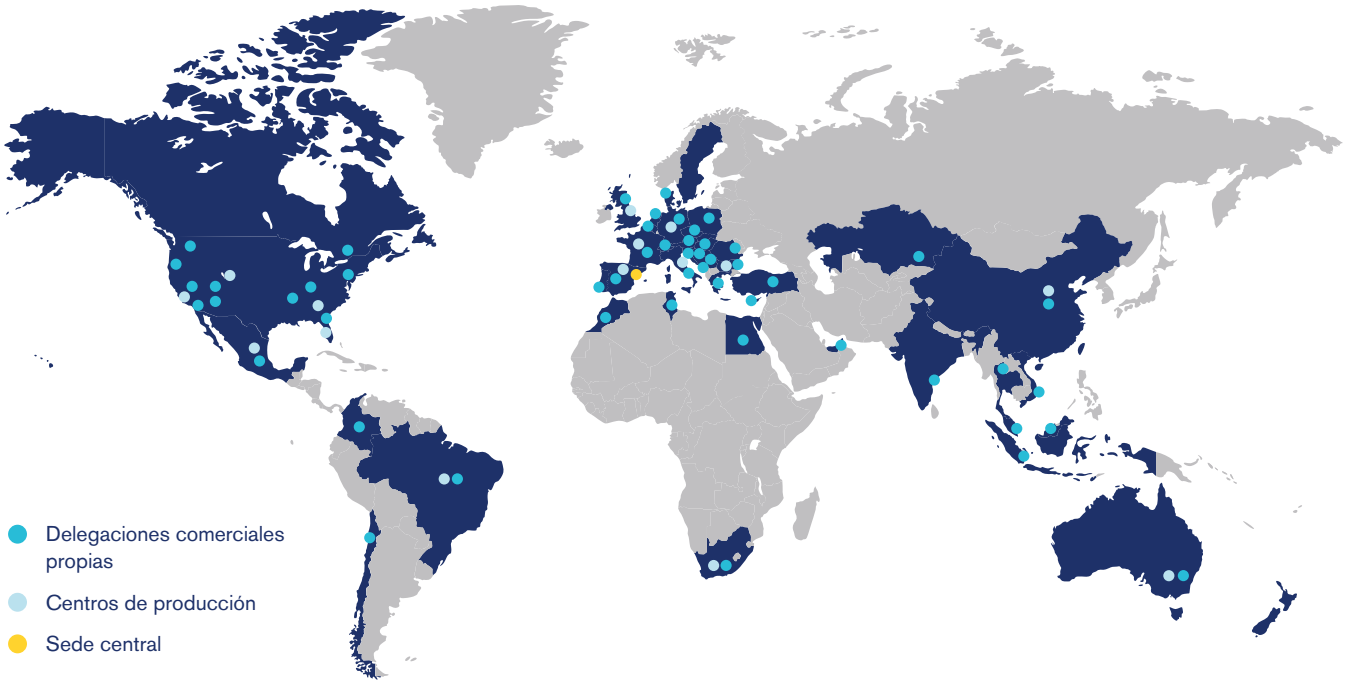 Delegaciones comerciales
propias
Centros de producción
Sede central